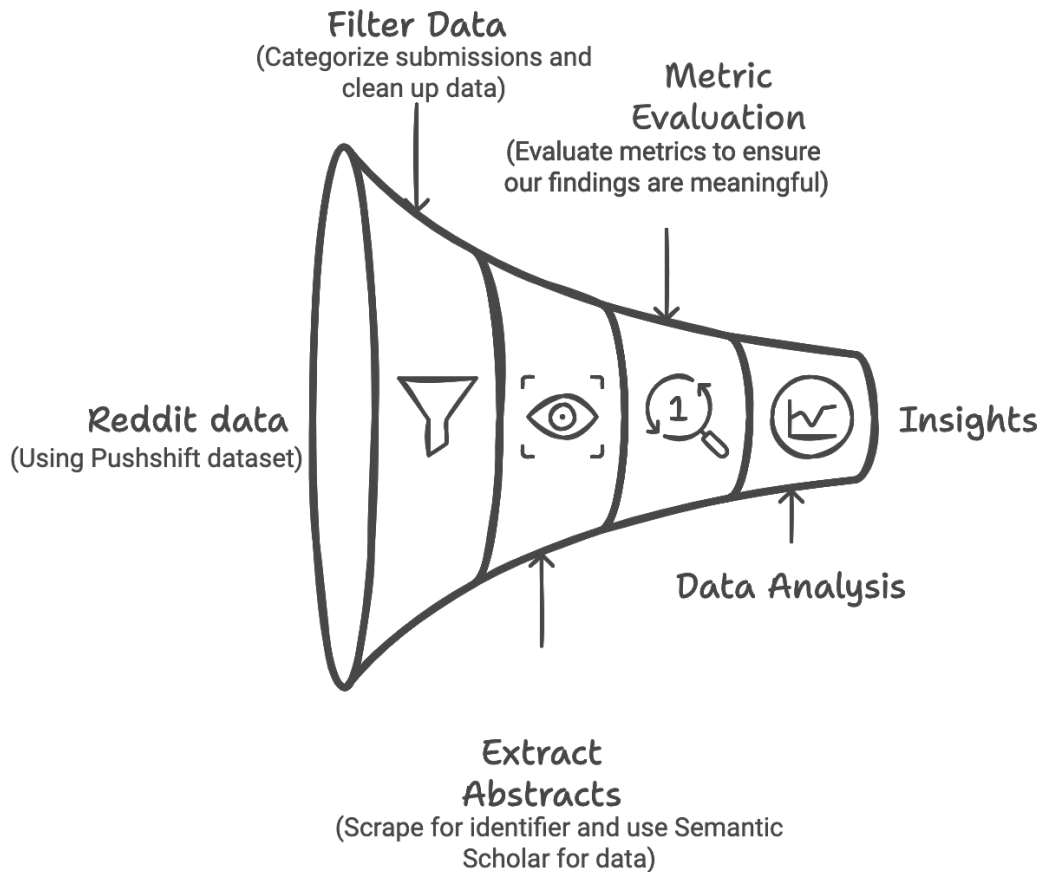 Filter Data
(Categorize submissions and
clean up data)
Metric
Evaluation
(Evaluate metrics to ensure
our findings are meaningful)
Reddit data
(Using Pushshift dataset)
1
Insights
Data Analysis
Extract
Abstracts
(Scrape for identifier and use Semantic
Scholar for data)